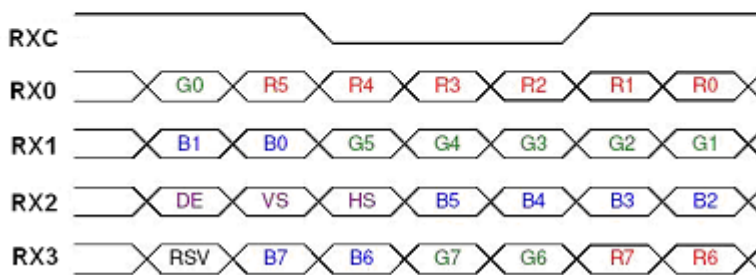 RXC
RX0 G0 R5 R4 R3 R2 R1 R0
RX1 B1 B0 G5 G4 G3 G2 G1
RX2 DE VS HS B5 B4 B3 B2
RX3 RSV B7 B6 G7 G6 R7 R6